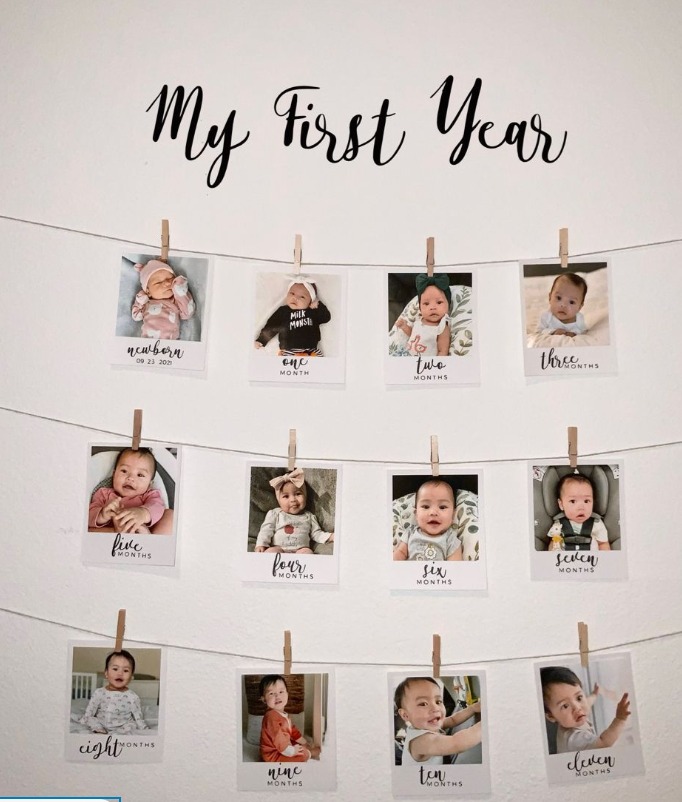 My First Year
MILK
MONST
newborn
09 23 2021
one
MONTH
two
MONTHS
three
MONTHS
five
MONTHS
four
MONTHS
six
MONTHS
seven
MONTHS
eight
MONTHS
nine
MONTHS
ten
MONTHS
eleven
MONTHS